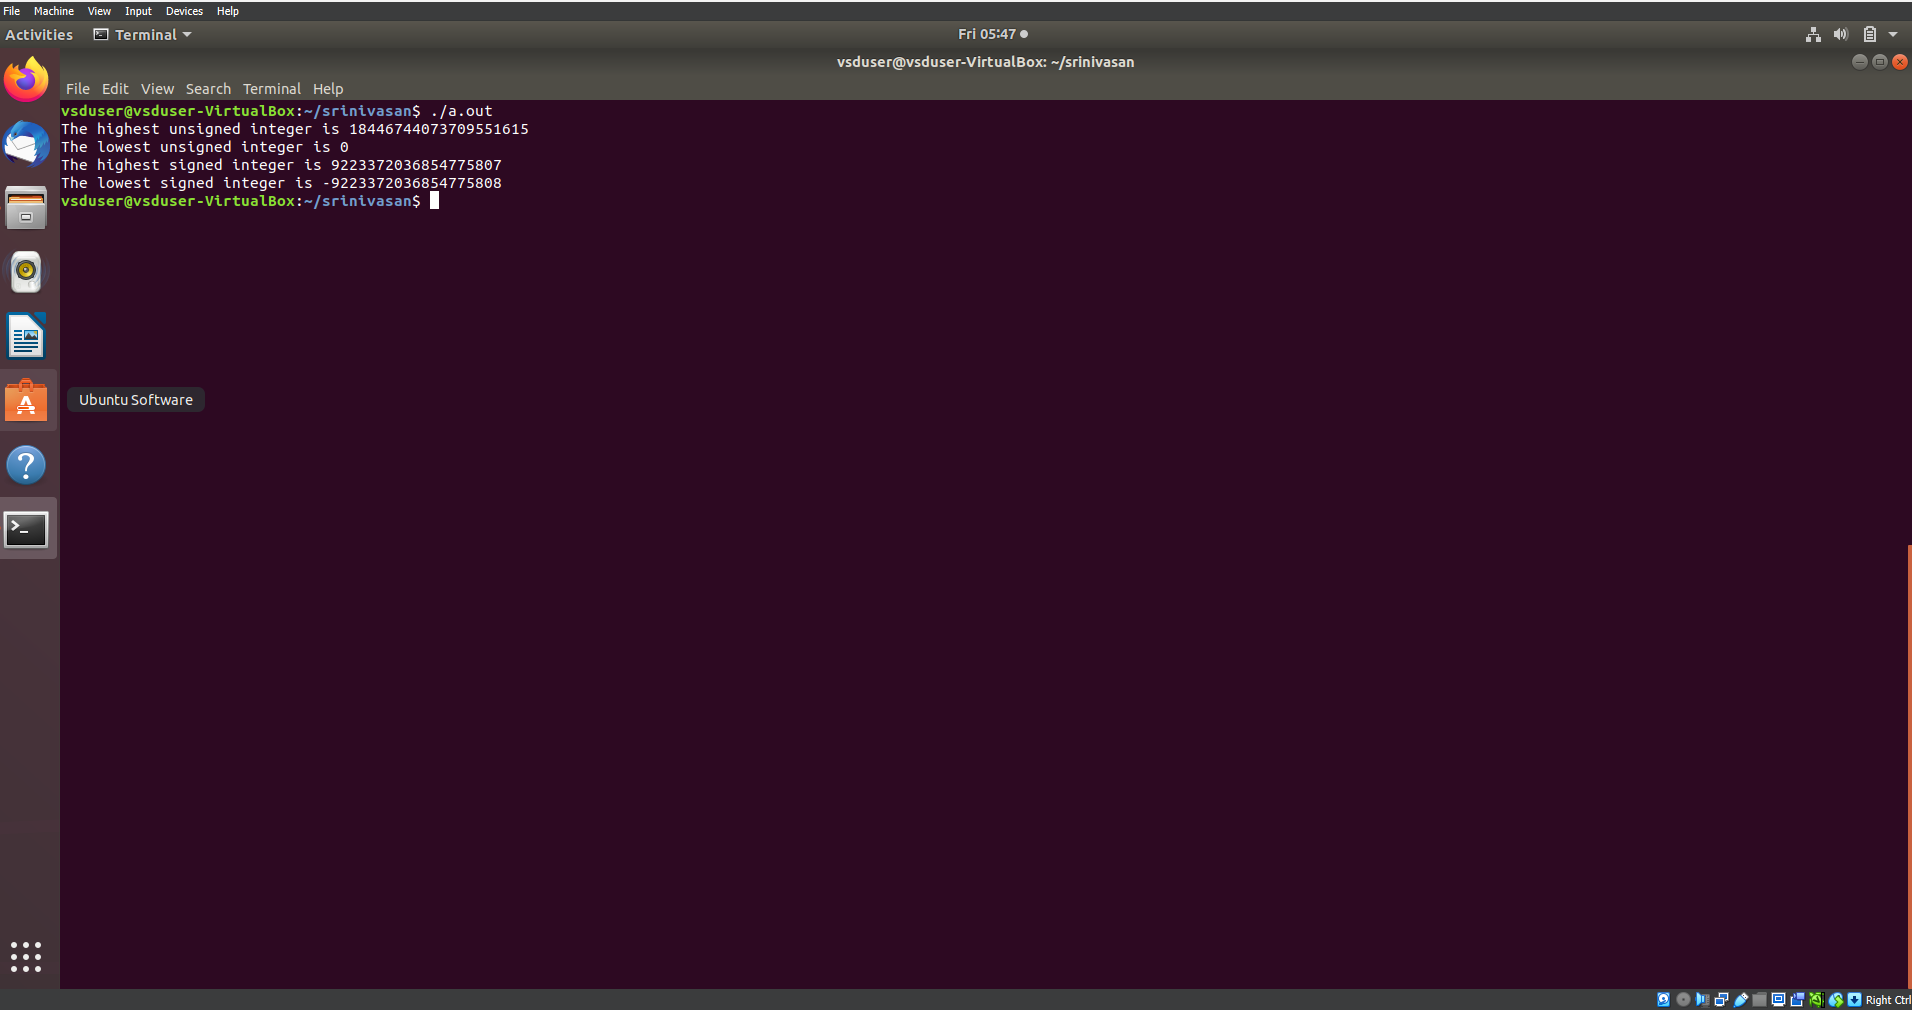 File Machine View Input Devices Help
Activities Terminal Fri 05:47
vsduser@vsduser-VirtualBox: ~/srinivasan
File Edit View Search Terminal Help
vsduser@vsduser-VirtualBox:~/srinivasan$ ./a.out
The highest unsigned integer is 18446744073709551615
The lowest unsigned integer is 0
The highest signed integer is 9223372036854775807
The lowest signed integer is -9223372036854775808
vsduser@vsduser-VirtualBox:~/srinivasan$
Ubuntu Software
Right Ctrl